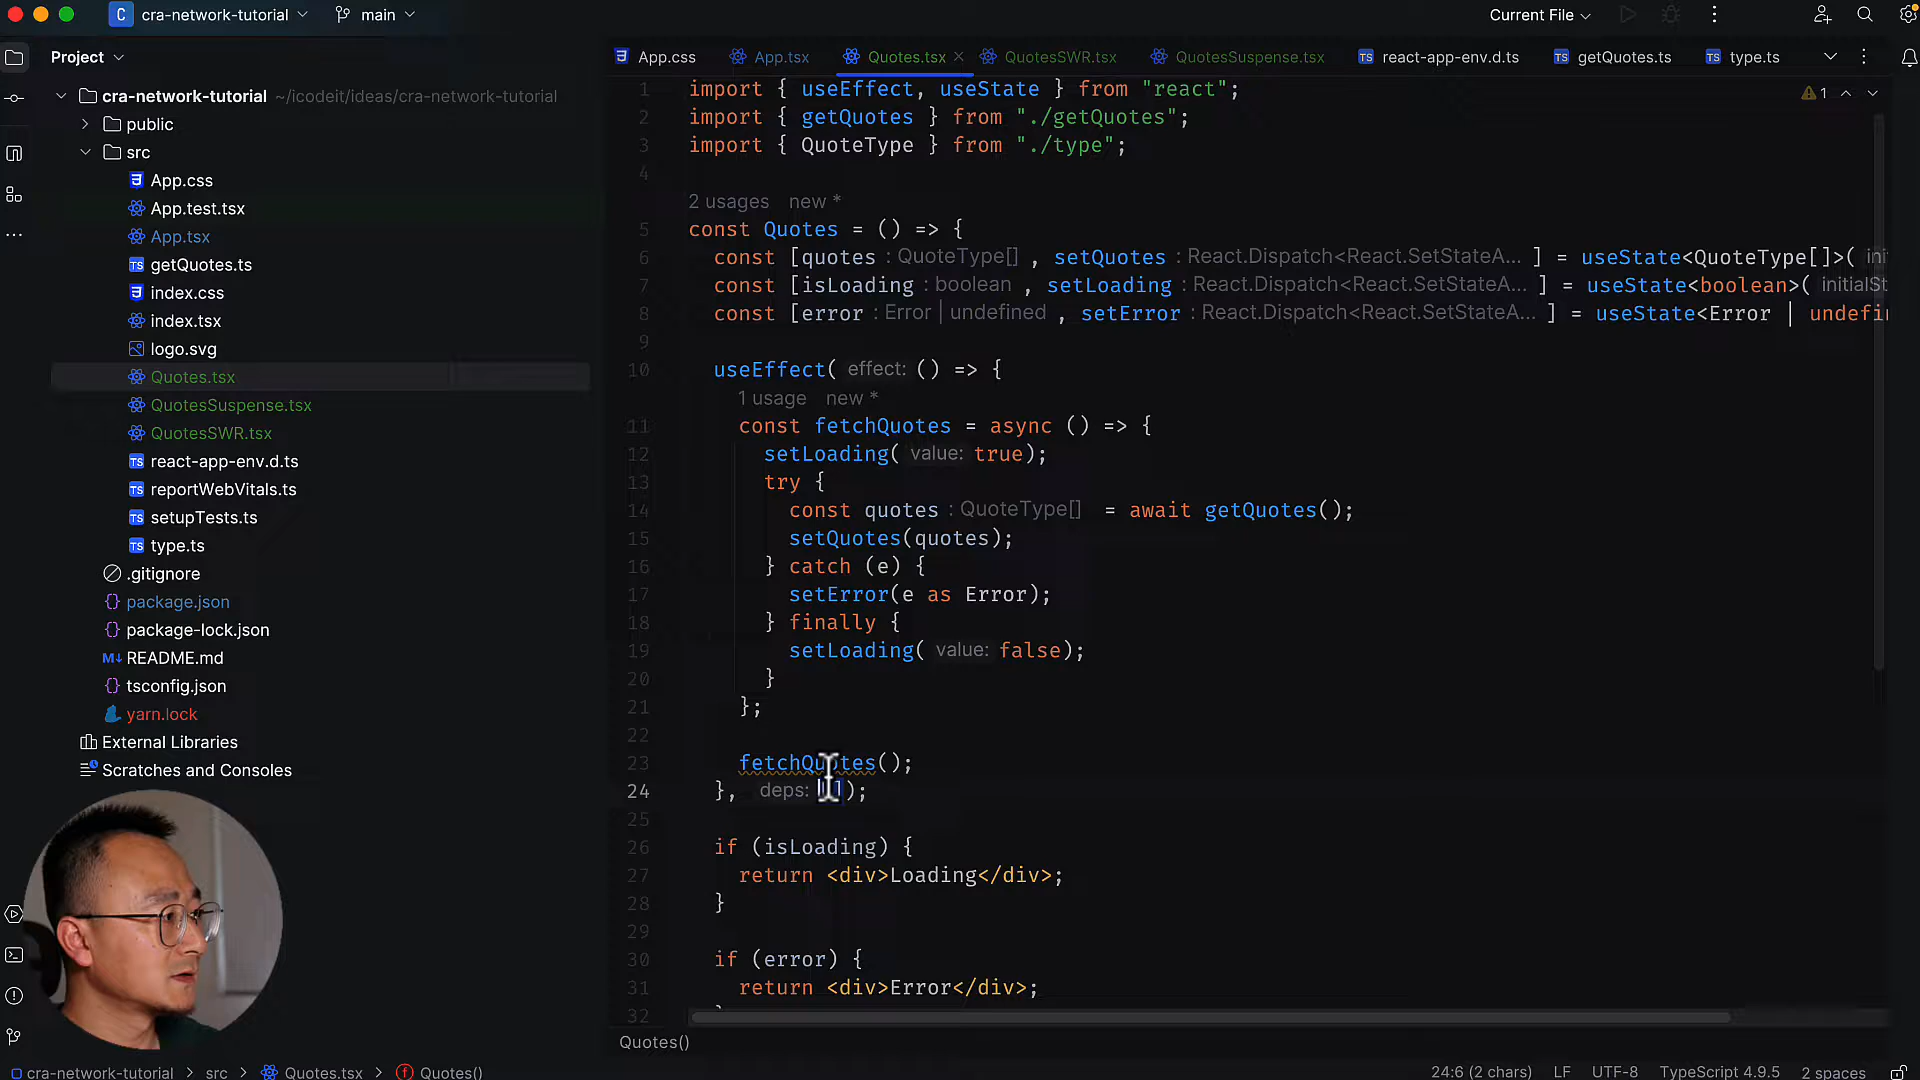 cra-network-tutorial
main
Current File
Project
App.css
App.tsx
Quotes.tsx
QuotesSWR.tsx
QuotesSuspense.tsx
react-app-env.d.ts
getQuotes.ts
type.ts
cra-network-tutorial ~/icodeit/ideas/cra-network-tutorial
public
src
App.css
App.test.tsx
App.tsx
getQuotes.ts
index.css
index.tsx
logo.svg
Quotes.tsx
QuotesSuspense.tsx
QuotesSWR.tsx
react-app-env.d.ts
reportWebVitals.ts
setupTests.ts
type.ts
.gitignore
package.json
package-lock.json
README.md
tsconfig.json
yarn.lock
External Libraries
Scratches and Consoles
1 import { useEffect, useState } from "react";
1
2 import { getQuotes } from "./getQuotes";
3 import { QuoteType } from "./type";
4
2 usages new *
5 const Quotes = () => {
6 const [quotes : QuoteType[] , setQuotes : React.Dispatch<React.SetStateA... ] = useState<QuoteType[]>(
7 const [isLoading : boolean , setLoading : React.Dispatch<React.SetStateA... ] = useState<boolean>( initialSt
8 const [error : Error | undefined , setError : React.Dispatch<React.SetStateA... ] = useState<Error | undefi
9
10 useEffect( effect: () => {
1 usage new *
11 const fetchQuotes = async () => {
12 setLoading( value: true);
13 try {
14 const quotes : QuoteType[] = await getQuotes();
15 setQuotes(quotes);
16 } catch (e) {
17 setError(e as Error);
18 } finally {
19 setLoading( value: false);
20 }
21 };
22
23 fetchQuotes();
24 }, deps: []);
25
26 if (isLoading) {
27 return <div>Loading</div>;
28 }
29
30 if (error) {
31 return <div>Error</div>;
32
Quotes()
cra-network-tutorial > src > Quotes.tsx > Quotes()
24:6 (2 chars) LF UTF-8 TypeScript 4.9.5 2 spaces